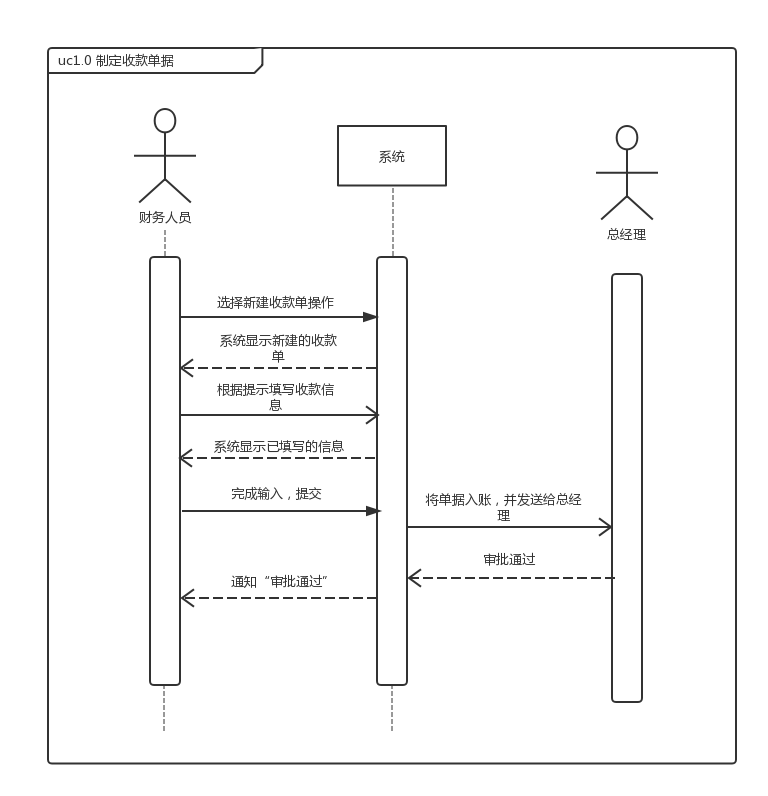 uc1.0 制定收款单据
财务人员
系统
总经理
选择新建收款单操作
系统显示新建的收款
单
根据提示填写收款信
息
系统显示已填写的信息
完成输入，提交
将单据入账，并发送给总经
理
审批通过
通知“审批通过”